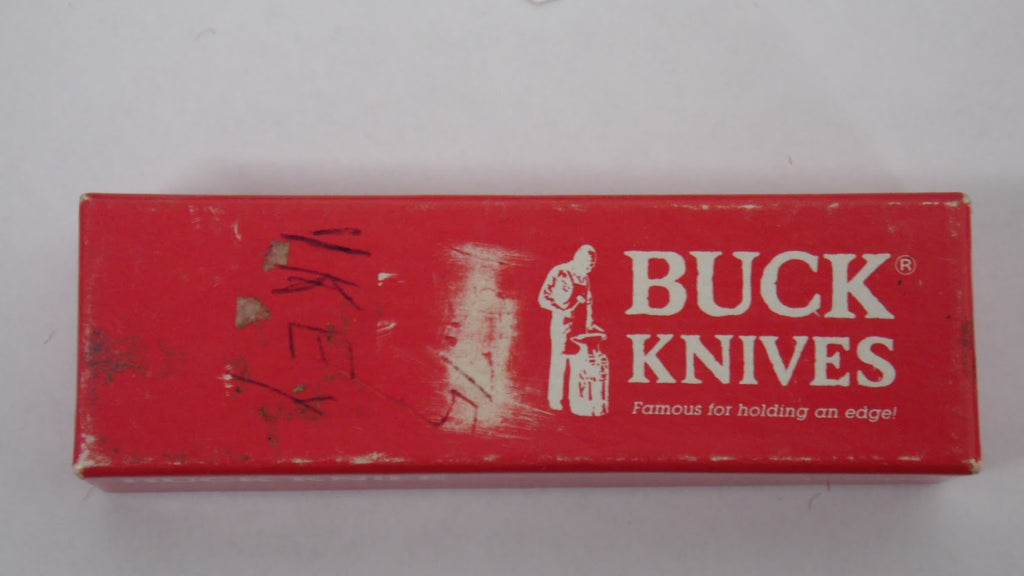 BUCK®
KNIVES
Famous for holding an edge!